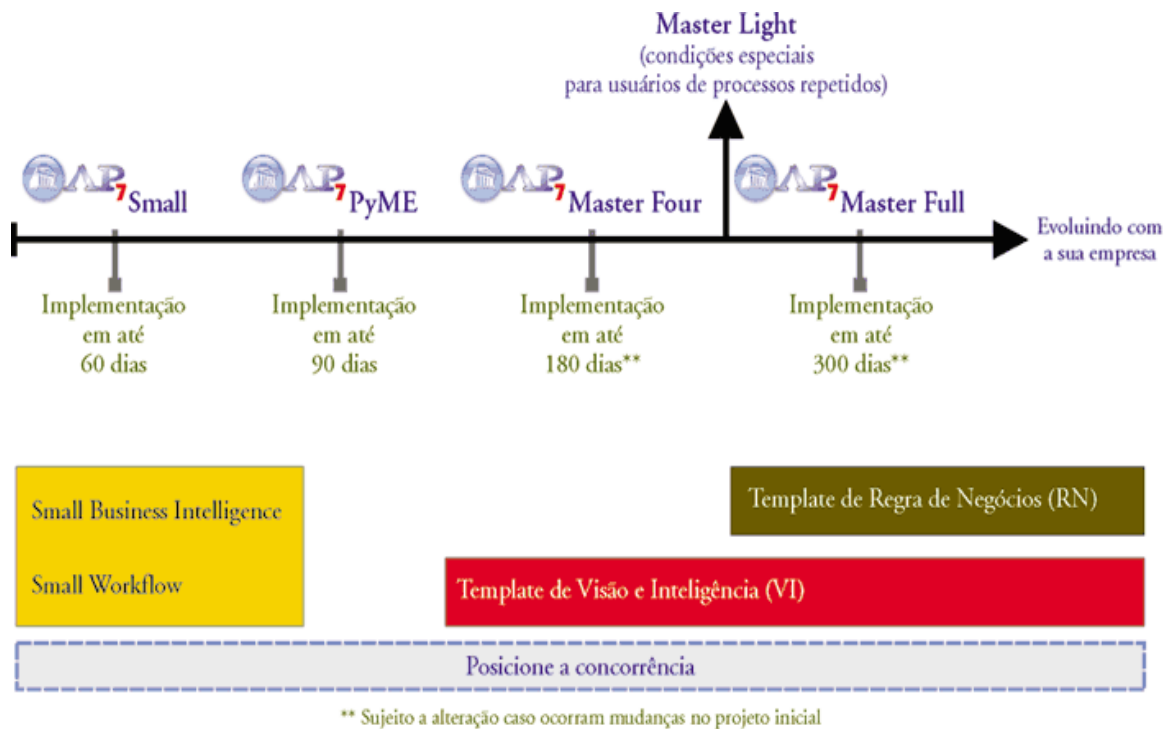 Master Light
(condições especiais
para usuários de processos repetidos)
AP7 Small
AP7 PyME
AP7 Master Four
AP7 Master Full
Evoluindo com
a sua empresa
Implementação
em até
60 dias
Implementação
em até
90 dias
Implementação
em até
180 dias**
Implementação
em até
300 dias**
Small Business Intelligence
Small Workflow
Template de Regra de Negócios (RN)
Template de Visão e Inteligência (VI)
Posicione a concorrência
** Sujeito a alteração caso ocorram mudanças no projeto inicial